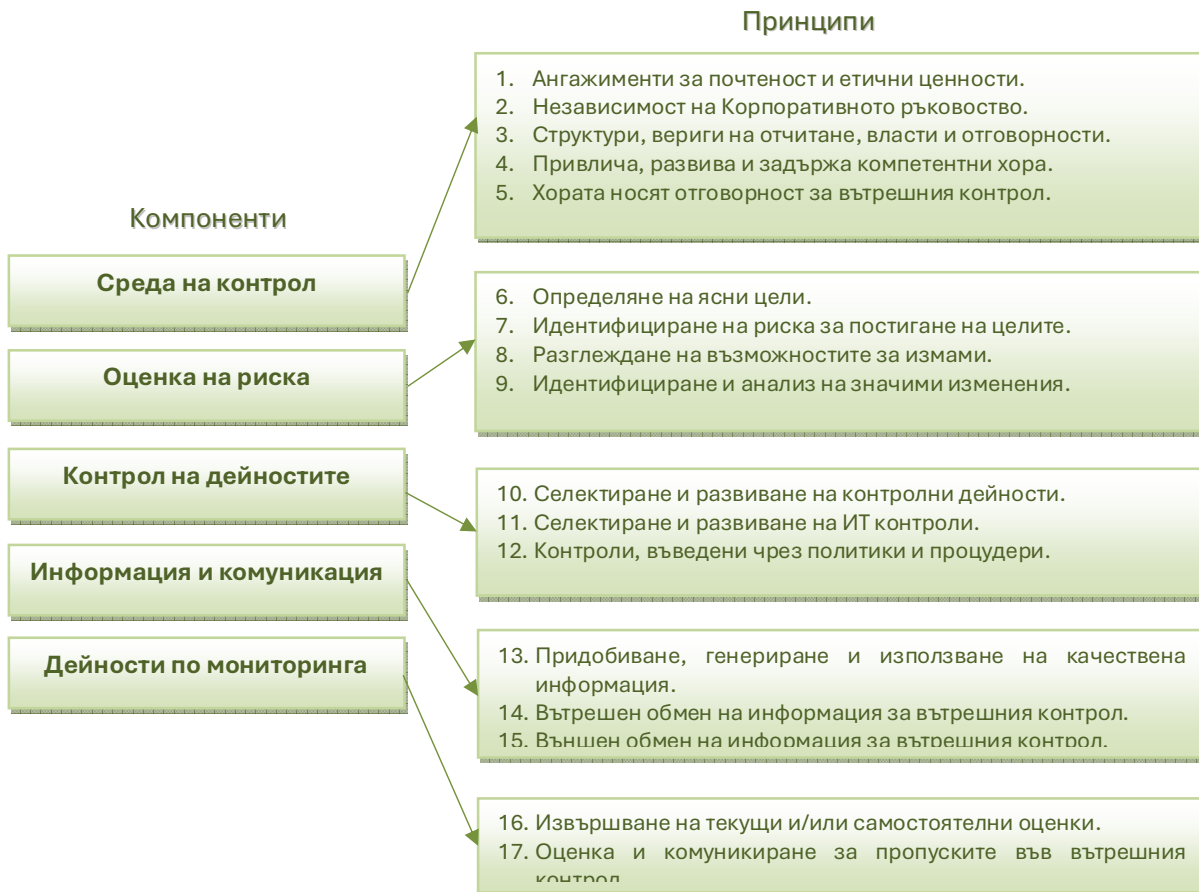 Принципи
1. Ангажименти за почтеност и етични ценности.
2. Независимост на Корпоративното ръковоство.
3. Структури, вериги на отчитане, власти и отговорности.
4. Привлича, развива и задържа компетентни хора.
5. Хората носят отговорност за вътрешния контрол.
Компоненти
Среда на контрол
Оценка на риска
Контрол на дейностите
Информация и комуникация
Дейности по мониторинга
6. Определяне на ясни цели.
7. Идентифициране на риска за постигане на целите.
8. Разглеждане на възможностите за измами.
9. Идентифициране и анализ на значими изменения.
10. Селектиране и развиване на контролни дейности.
11. Селектиране и развиване на ИТ контроли.
12. Контроли, въведени чрез политики и процудери.
13. Придобиване, генериране и използване на качествена
информация.
14. Вътрешен обмен на информация за вътрешния контрол.
15. Външен обмен на информация за вътрешния контрол.
16. Извършване на текущи и/или самостоятелни оценки.
17. Оценка и комуникиране за пропуските във вътрешния
контрол